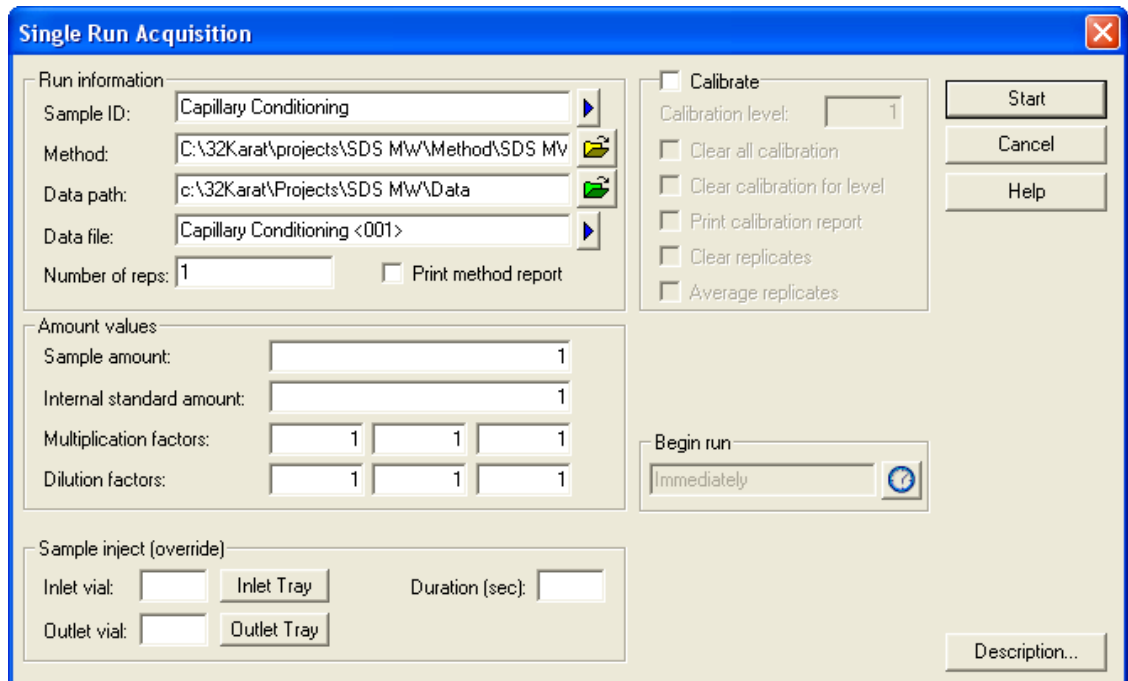 Single Run Acquisition
Run information
Sample ID: Capillary Conditioning
Method: C:\32Karat\projects\SDS MW\Method\SDS MV
Data path: c:\32Karat\Projects\SDS MW\Data
Data file: Capillary Conditioning <001>
Number of reps: 1 Print method report
Calibrate
Calibration level: 1
Clear all calibration
Clear calibration for level
Print calibration report
Clear replicates
Average replicates
Start
Cancel
Help
Amount values
Sample amount: 1
Internal standard amount: 1
Multiplication factors: 1 1 1
Dilution factors: 1 1 1
Begin run
Immediately
Sample inject (override)
Inlet vial: Inlet Tray Duration (sec):
Outlet vial: Outlet Tray
Description...